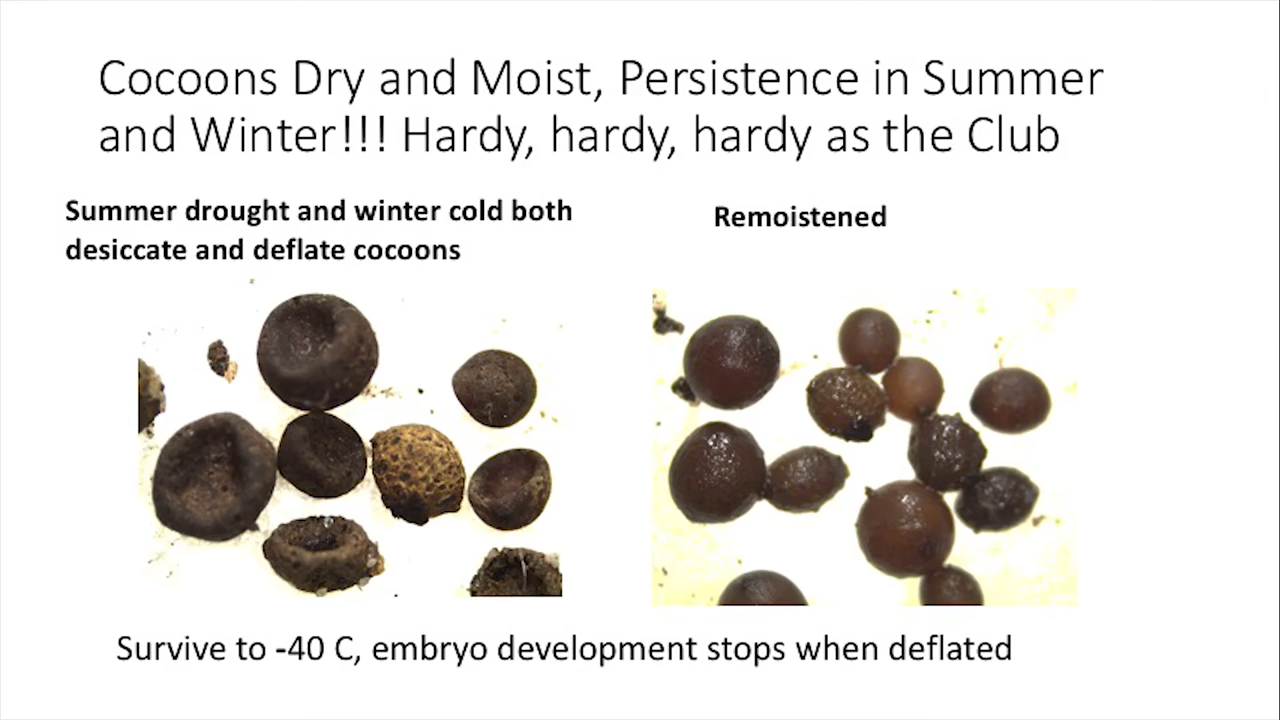 Cocoons Dry and Moist, Persistence in Summer
and Winter!!! Hardy, hardy, hardy as the Club
Summer drought and winter cold both
desiccate and deflate cocoons
Remoistened
Survive to -40 C, embryo development stops when deflated